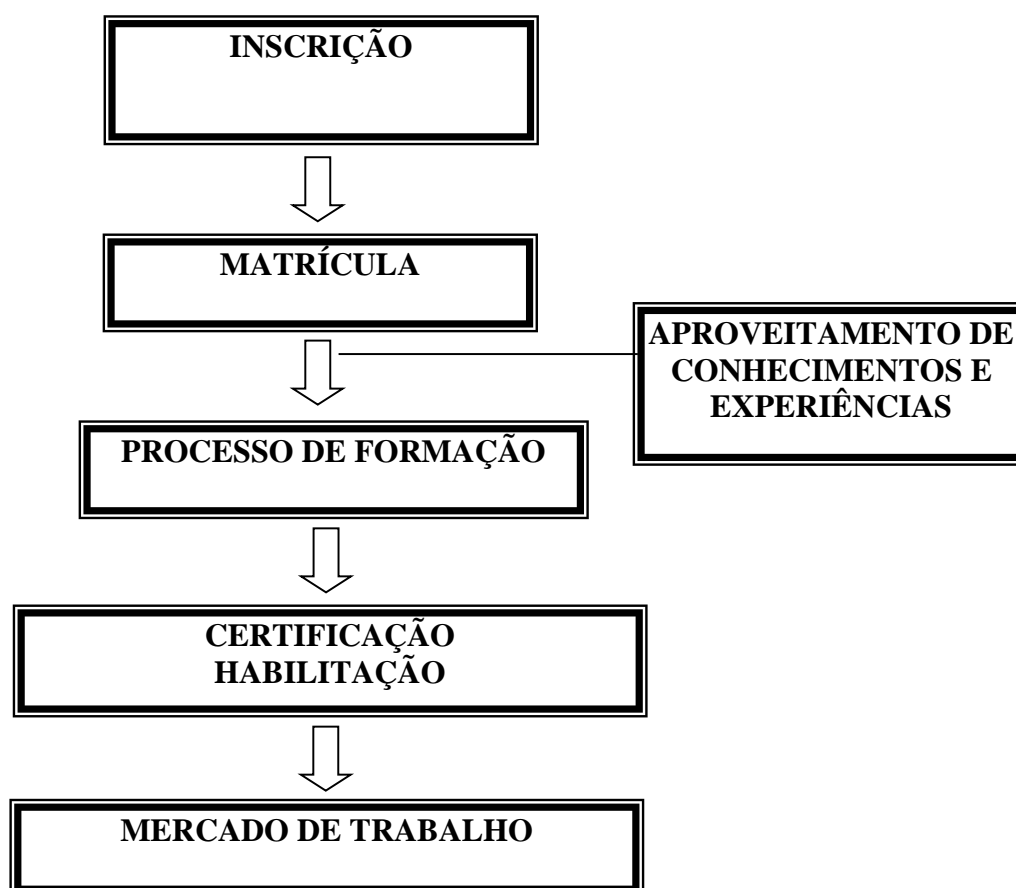 INSCRIÇÃO
MATRÍCULA
APROVEITAMENTO DE
CONHECIMENTOS E
EXPERIÊNCIAS
PROCESSO DE FORMAÇÃO
CERTIFICAÇÃO
HABILITAÇÃO
MERCADO DE TRABALHO